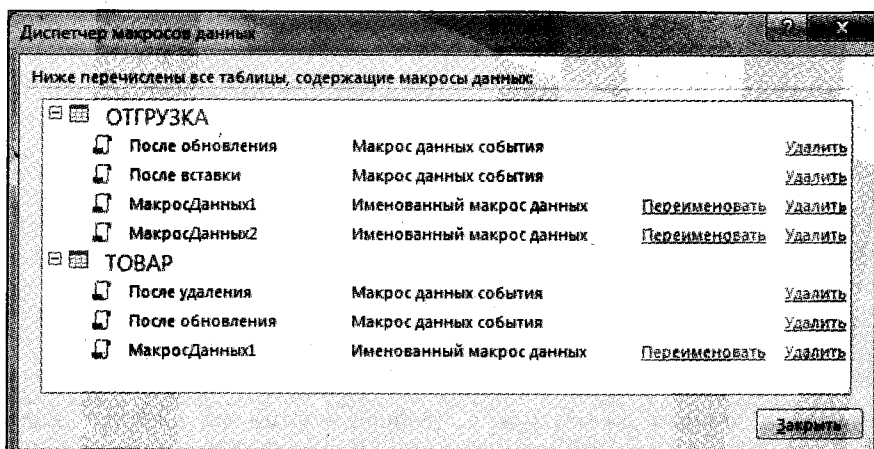 Диспетчер макросов данных
Ниже перечислены все таблицы, содержащие макросы данных:
ОТГРУЗКА
После обновления Макрос данных события Удалить
После вставки Макрос данных события Удалить
МакросДанных1 Именованный макрос данных Переименовать Удалить
МакросДанных2 Именованный макрос данных Переименовать Удалить
ТОВАР
После удаления Макрос данных события Удалить
После обновления Макрос данных события Удалить
МакросДанных1 Именованный макрос данных Переименовать Удалить
Закрыть